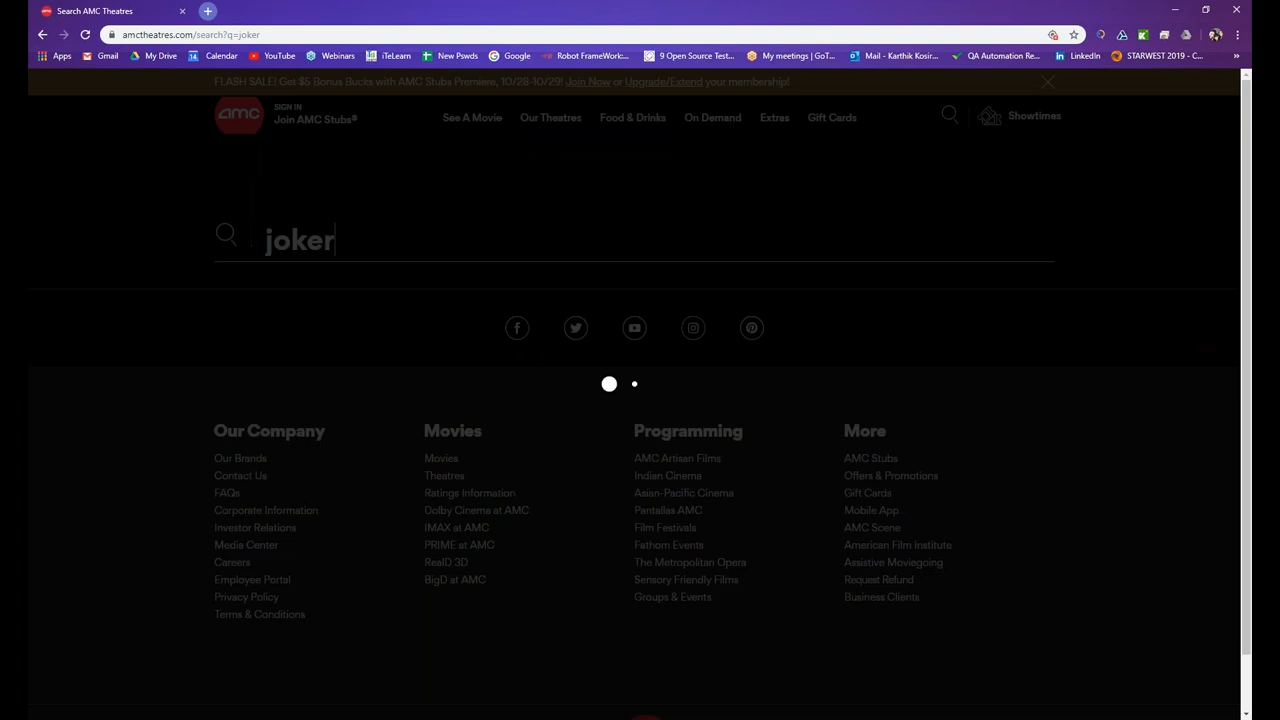 Search AMC Theatres
amctheatres.com/search?q=joker
Apps Gmail My Drive Calendar YouTube Webinars iTeLearn New Pswds Google Robot FrameWork:... 9 Open Source Test... My meetings | GoT... Mail - Karthik Kosir... QA Automation Re... LinkedIn STARWEST 2019 - C...
FLASH SALE! Get $5 Bonus Bucks with AMC Stubs Premiere, 10/28-10/29! Join Now or Upgrade/Extend your membership!
amc
SIGN IN
Join AMC Stubs®
See A Movie Our Theatres Food & Drinks On Demand Extras Gift Cards
Showtimes
joker
Our Company
Our Brands
Contact Us
FAQs
Corporate Information
Investor Relations
Media Center
Careers
Employee Portal
Privacy Policy
Terms & Conditions
Movies
Movies
Theatres
Ratings Information
Dolby Cinema at AMC
IMAX at AMC
PRIME at AMC
RealD 3D
BigD at AMC
Programming
AMC Artisan Films
Indian Cinema
Asian-Pacific Cinema
Pantallas AMC
Film Festivals
Fathom Events
The Metropolitan Opera
Sensory Friendly Films
Groups & Events
More
AMC Stubs
Offers & Promotions
Gift Cards
Mobile App
AMC Scene
American Film Institute
Assistive Moviegoing
Request Refund
Business Clients